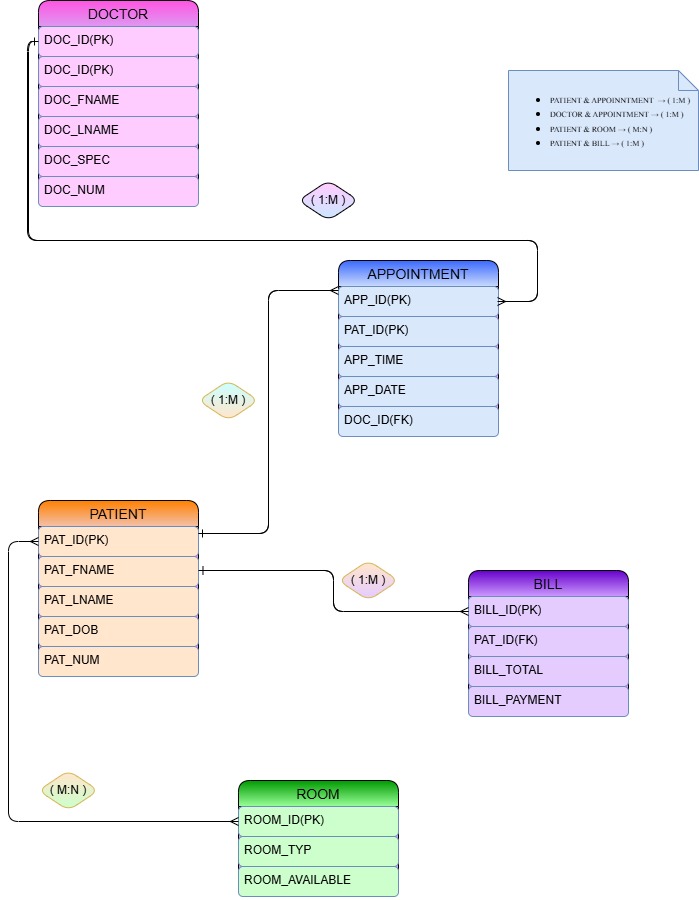 DOCTOR
DOC_ID(PK)
DOC_ID(PK)
DOC_FNAME
DOC_LNAME
DOC_SPEC
DOC_NUM
• PATIENT & APPOINNTMENT → ( 1:M )
• DOCTOR & APPOINTMENT → ( 1:M )
• PATIENT & ROOM → ( M:N )
• PATIENT & BILL → ( 1:M )
( 1:M )
APPOINTMENT
APP_ID(PK)
PAT_ID(PK)
APP_TIME
APP_DATE
DOC_ID(FK)
( 1:M )
PATIENT
PAT_ID(PK)
PAT_FNAME
PAT_LNAME
PAT_DOB
PAT_NUM
( 1:M )
BILL
BILL_ID(PK)
PAT_ID(FK)
BILL_TOTAL
BILL_PAYMENT
( M:N )
ROOM
ROOM_ID(PK)
ROOM_TYP
ROOM_AVAILABLE